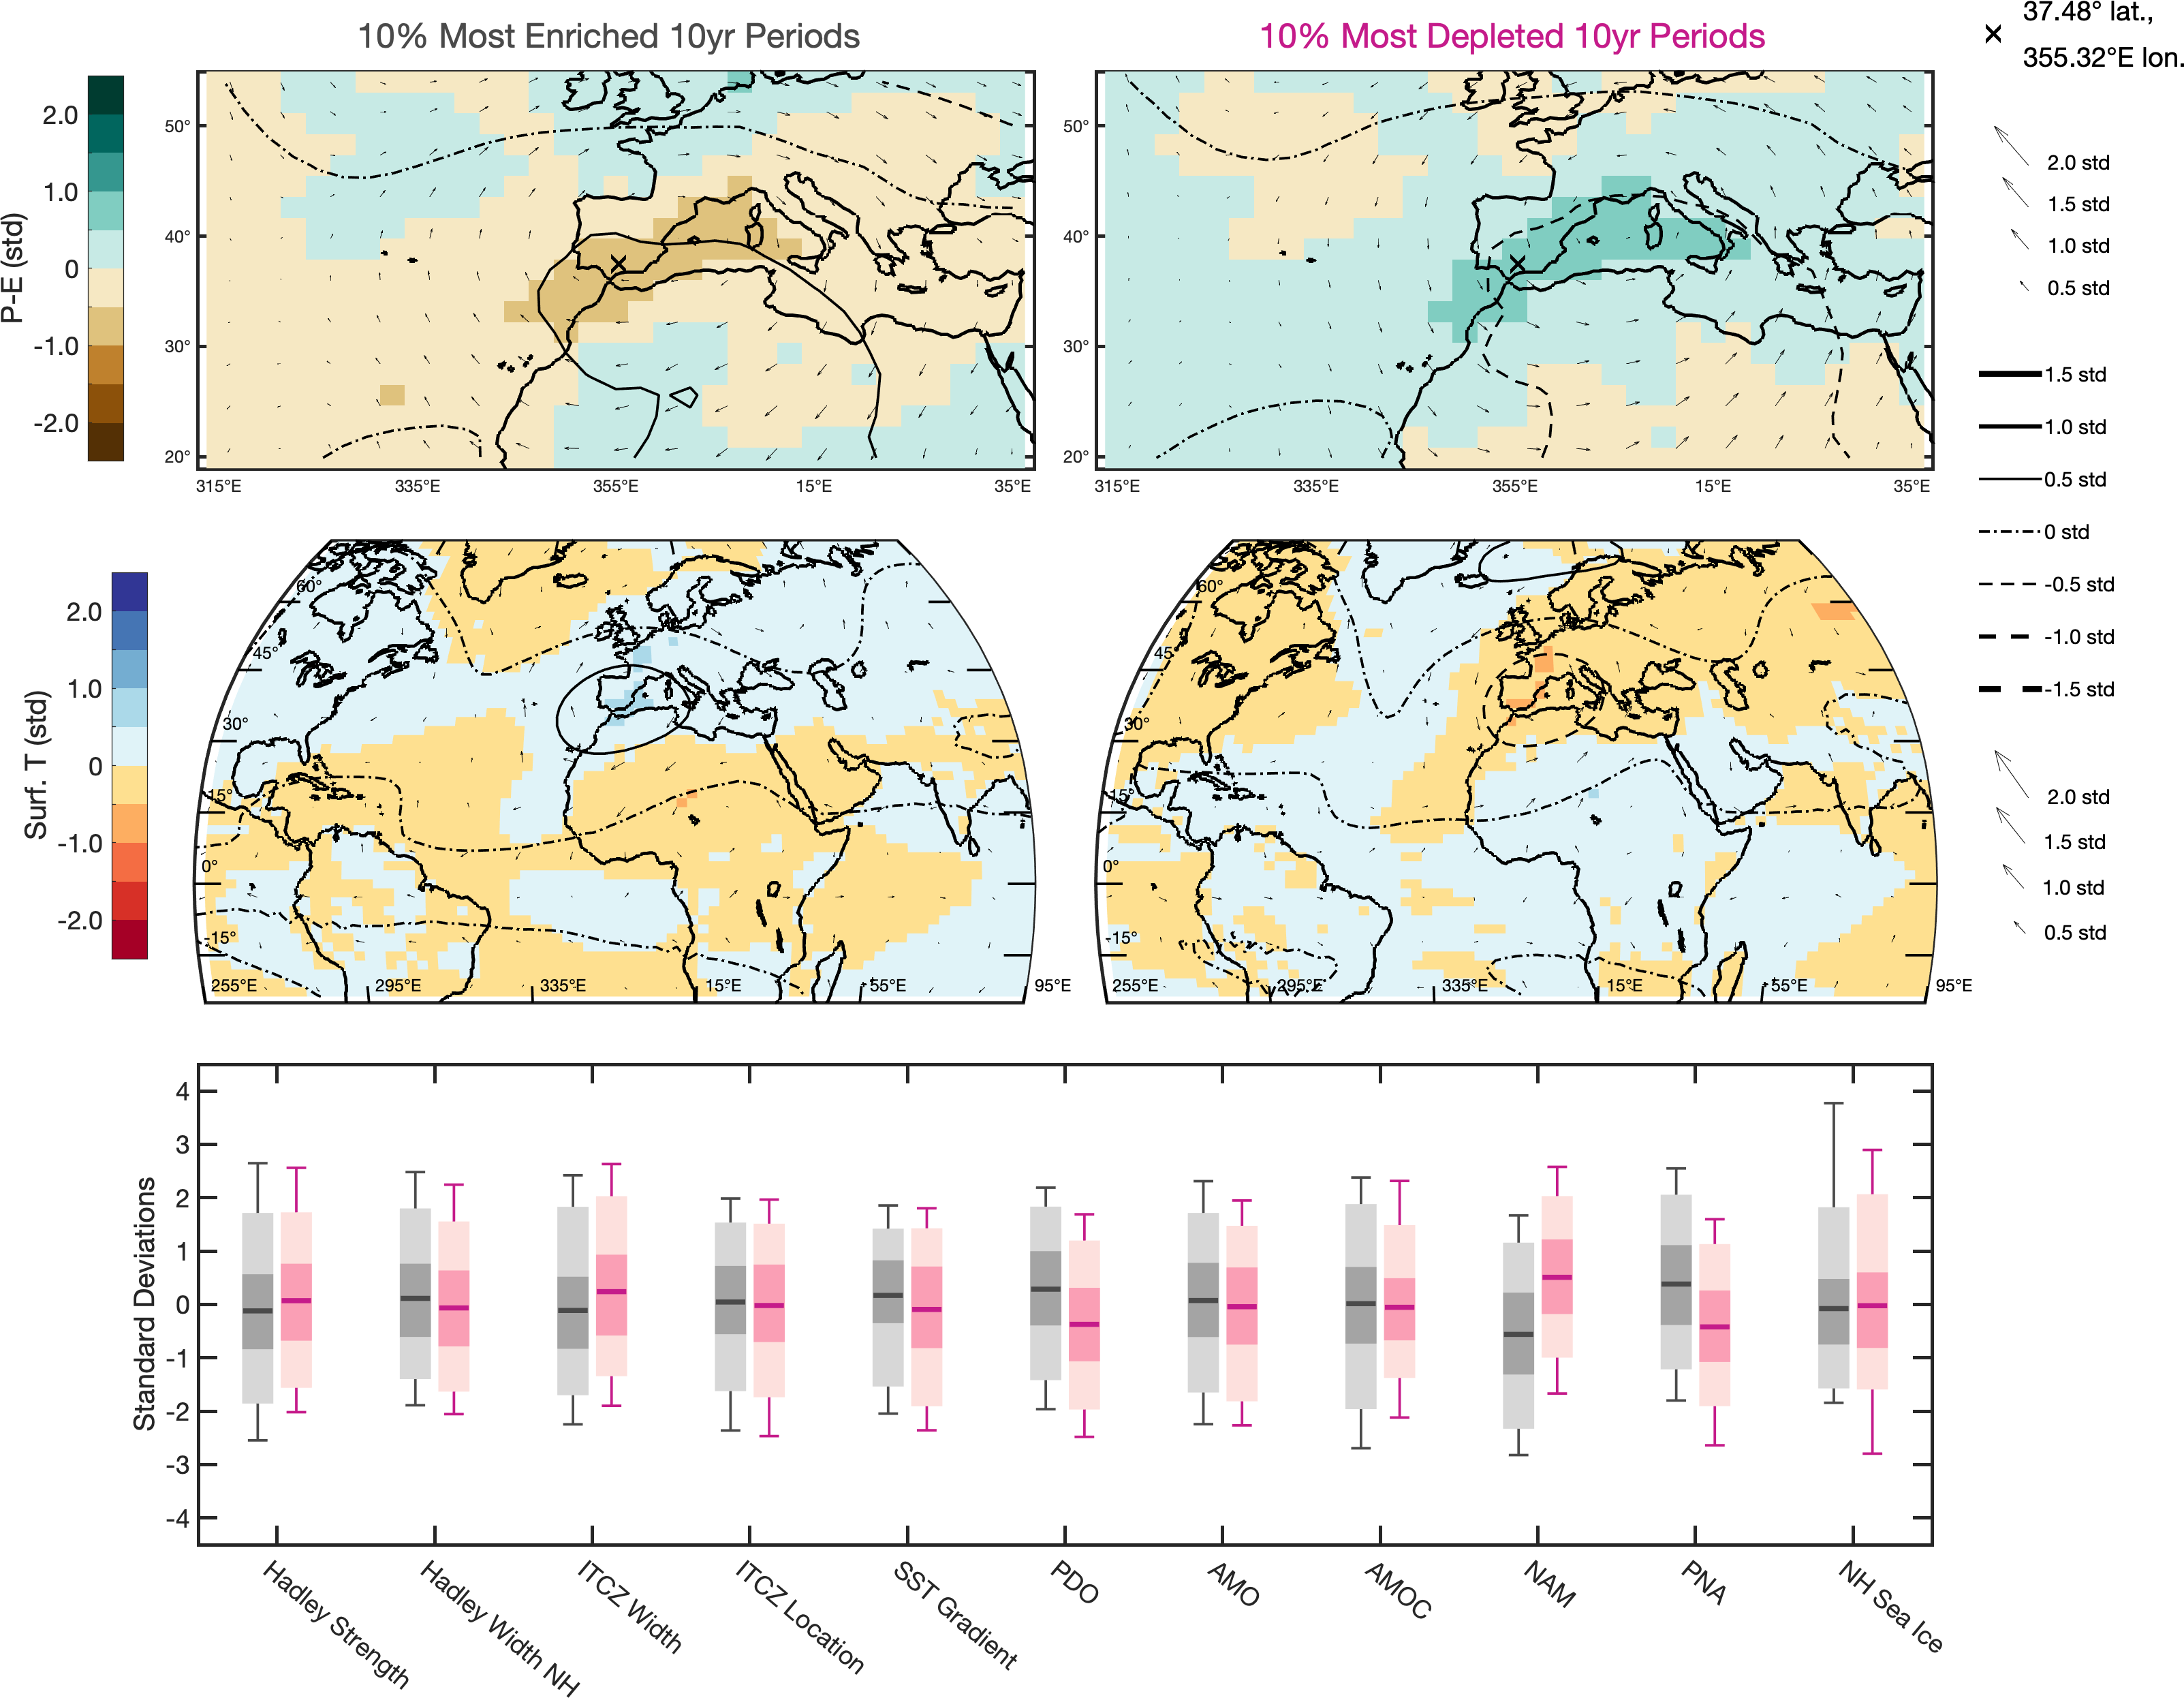 10% Most Enriched 10yr Periods
10% Most Depleted 10yr Periods
37.48° lat.,
355.32°E lon.
P-E (std)
2.0
1.0
0
-1.0
-2.0
50°
40°
30°
20°
315°E
335°E
355°E
15°E
35°E
50°
40°
30°
20°
315°E
335°E
355°E
15°E
35°E
2.0 std
1.5 std
1.0 std
0.5 std
1.5 std
1.0 std
0.5 std
0 std
-0.5 std
-1.0 std
-1.5 std
Surf. T (std)
2.0
1.0
0
-1.0
-2.0
60°
45°
30°
15°
0°
-15°
255°E
295°E
335°E
15°E
55°E
95°E
60°
45
30°
15°
0°
-15°
255°E
295°E
335°E
15°E
55°E
95°E
2.0 std
1.5 std
1.0 std
0.5 std
Standard Deviations
4
3
2
1
0
-1
-2
-3
-4
Hadley Strength
Hadley Width NH
ITCZ Width
ITCZ Location
SST Gradient
PDO
AMO
AMOC
NAM
PNA
NH Sea Ice